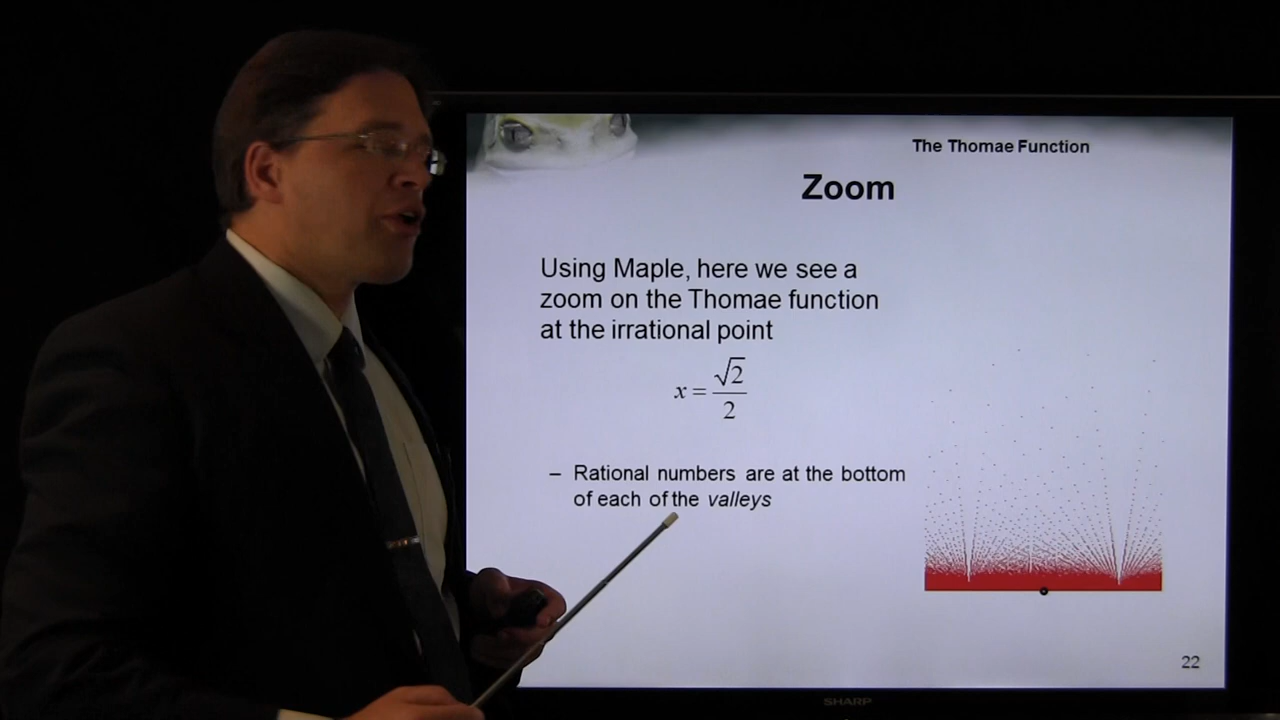 The Thomae Function
Zoom
Using Maple, here we see a
zoom on the Thomae function
at the irrational point
x = √2/2
– Rational numbers are at the bottom
of each of the valleys
22
SHARP